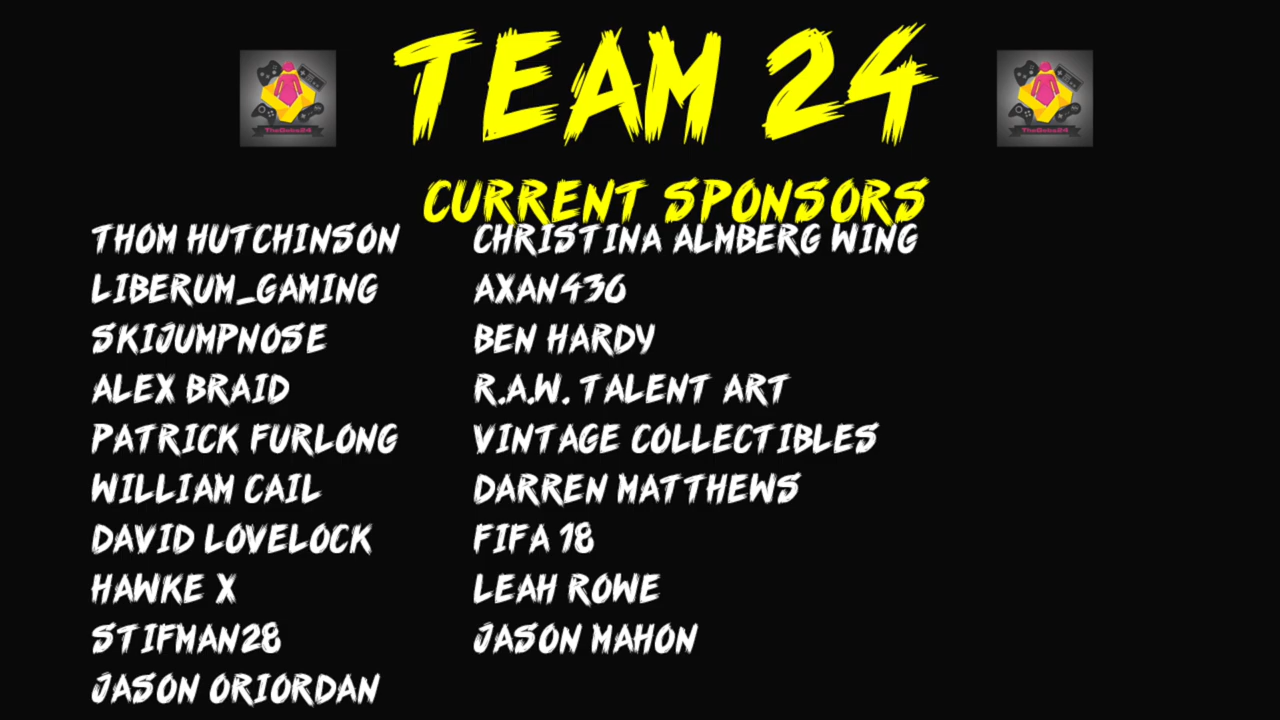 TEAM 24
TheGebo24
TheGebo24
CURRENT SPONSORS
THOM HUTCHINSON
LIBERUM_GAMING
SKIJUMPNOSE
ALEX BRAID
PATRICK FURLONG
WILLIAM CAIL
DAVID LOVELOCK
HAWKE X
STIFMAN28
JASON ORIORDAN
CHRISTINA ALMBERG WING
AXAN430
BEN HARDY
R.A.W. TALENT ART
VINTAGE COLLECTIBLES
DARREN MATTHEWS
FIFA 18
LEAH ROWE
JASON MAHON